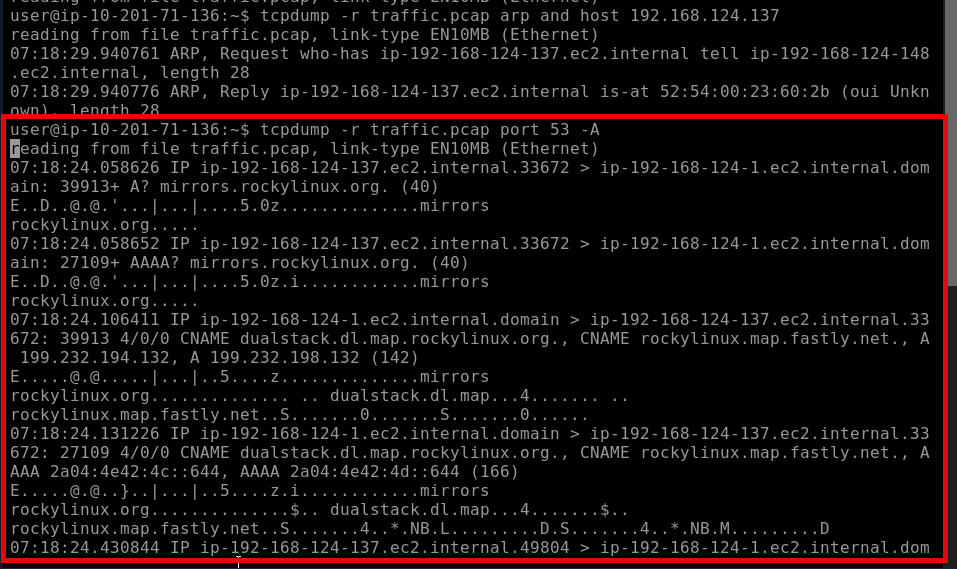 user@ip-10-201-71-136:~$ tcpdump -r traffic.pcap arp and host 192.168.124.137
reading from file traffic.pcap, link-type EN10MB (Ethernet)
07:18:29.940761 ARP, Request who-has ip-192-168-124-137.ec2.internal tell ip-192-168-124-148
.ec2.internal, length 28
07:18:29.940776 ARP, Reply ip-192-168-124-137.ec2.internal is-at 52:54:00:23:60:2b (oui Unkn
own), length 28
user@ip-10-201-71-136:~$ tcpdump -r traffic.pcap port 53 -A
reading from file traffic.pcap, link-type EN10MB (Ethernet)
07:18:24.058626 IP ip-192-168-124-137.ec2.internal.33672 > ip-192-168-124-1.ec2.internal.dom
ain: 39913+ A? mirrors.rockylinux.org. (40)
E..D..@.@.'...|...|....5.0z..............mirrors
rockylinux.org.....
07:18:24.058652 IP ip-192-168-124-137.ec2.internal.33672 > ip-192-168-124-1.ec2.internal.dom
ain: 27109+ AAAA? mirrors.rockylinux.org. (40)
E..D..@.@.'...|...|....5.0z.i............mirrors
rockylinux.org.....
07:18:24.106411 IP ip-192-168-124-1.ec2.internal.domain > ip-192-168-124-137.ec2.internal.33
672: 39913 4/0/0 CNAME dualstack.dl.map.rockylinux.org., CNAME rockylinux.map.fastly.net., A
 199.232.194.132, A 199.232.198.132 (142)
E.....@.@.....|...|..5....z..............mirrors
rockylinux.org.............. .. dualstack.dl.map...4....... ..
rockylinux.map.fastly.net..S.......0.......S.......0......
07:18:24.131226 IP ip-192-168-124-1.ec2.internal.domain > ip-192-168-124-137.ec2.internal.33
672: 27109 4/0/0 CNAME dualstack.dl.map.rockylinux.org., CNAME rockylinux.map.fastly.net., A
AAA 2a04:4e42:4c::644, AAAA 2a04:4e42:4d::644 (166)
E.....@.@..}..|...|..5....z.i............mirrors
rockylinux.org..............$.. dualstack.dl.map...4.......$..
rockylinux.map.fastly.net..S.......4..*.NB.L.........D.S.......4..*.NB.M.........D
07:18:24.430844 IP ip-192-168-124-137.ec2.internal.49804 > ip-192-168-124-1.ec2.internal.dom